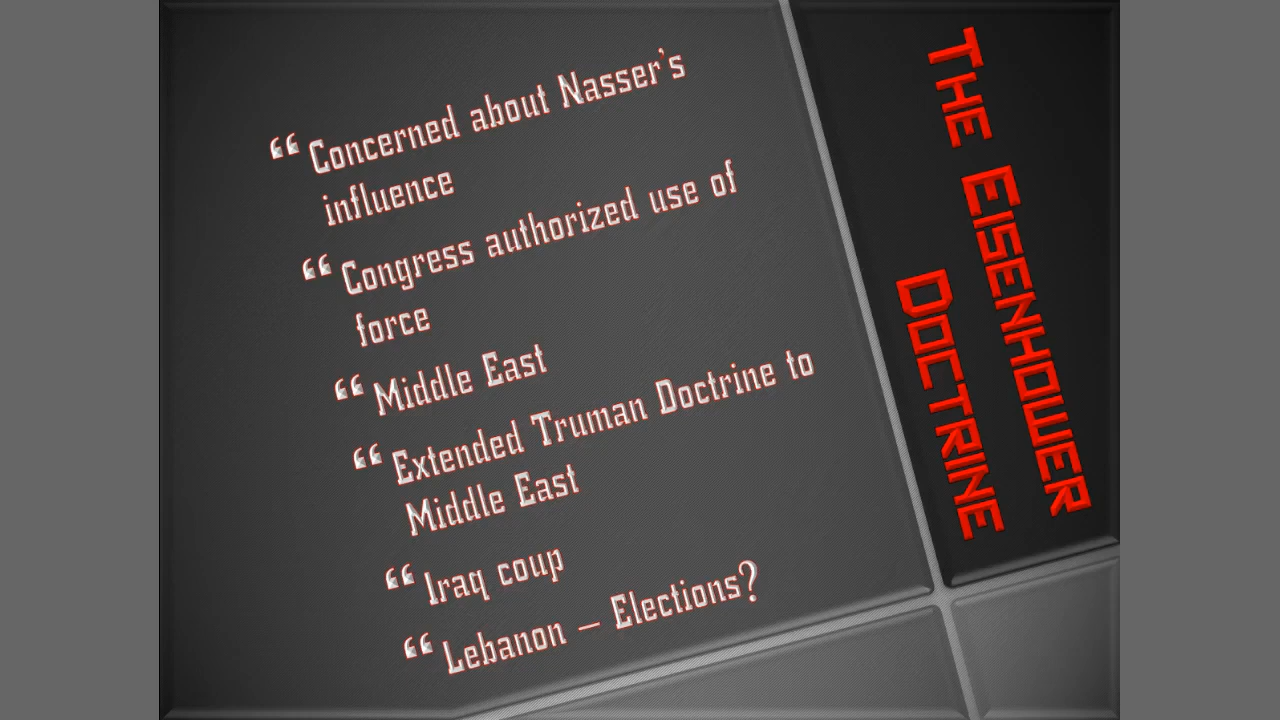 The Eisenhower
Doctrine
“ Concerned about Nasser’s
influence
“ Congress authorized use of
force
“ Middle East
“ Extended Truman Doctrine to
Middle East
“ Iraq coup
“ Lebanon – Elections?